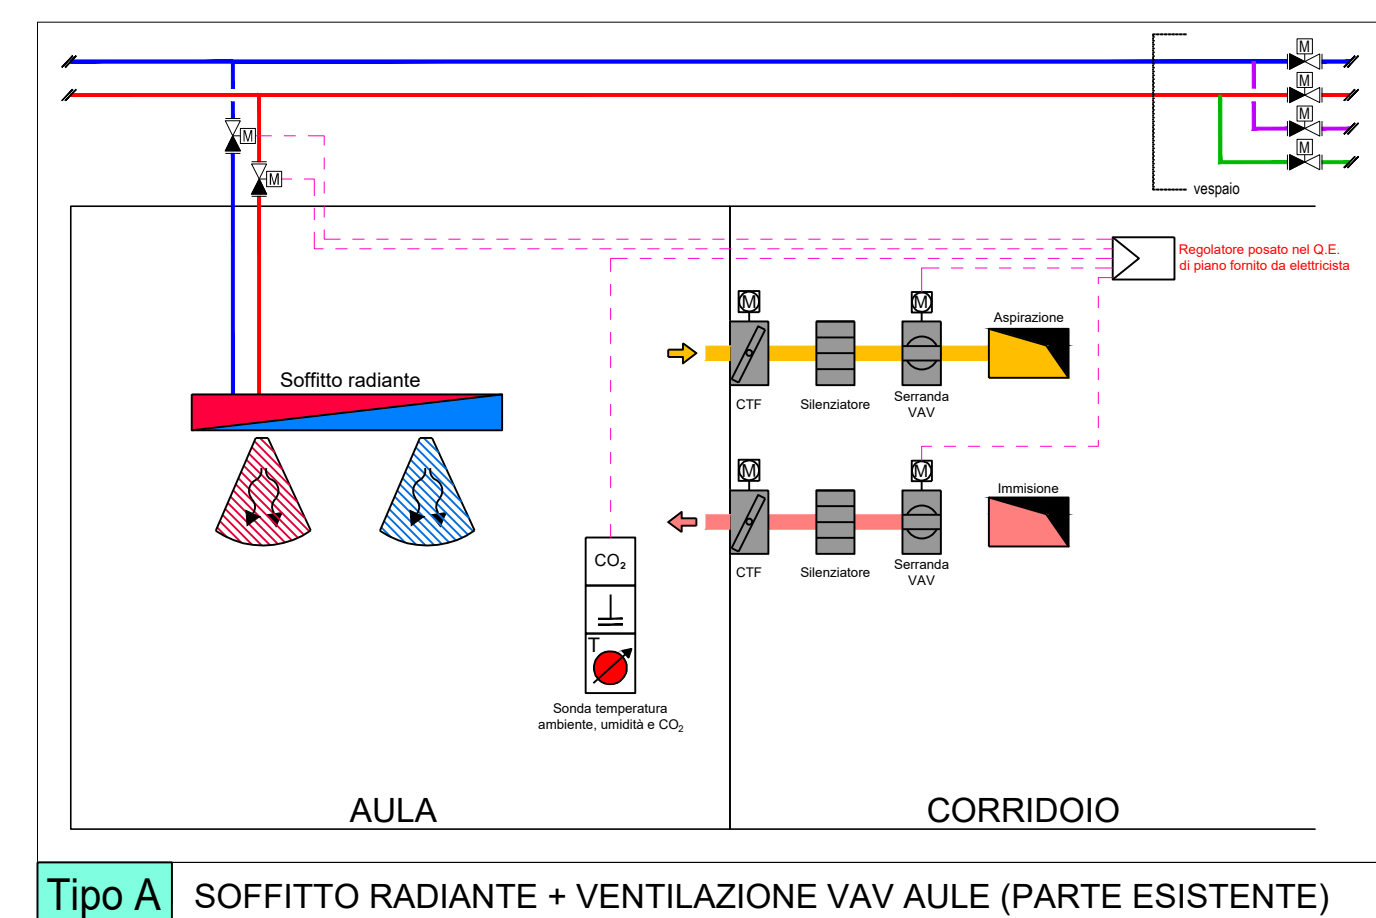 M
M
M
M
M
M
vespaio
Regolatore posato nel Q.E.
di piano fornito da elettricista
M
M
Aspirazione
Soffitto radiante
CTF
Silenziatore
Serranda
VAV
M
M
Immisione
CO₂
CTF
Silenziatore
Serranda
VAV
T
Sonda temperatura
ambiente, umidità e CO₂
AULA
CORRIDOIO
Tipo A
SOFFITTO RADIANTE + VENTILAZIONE VAV AULE (PARTE ESISTENTE)